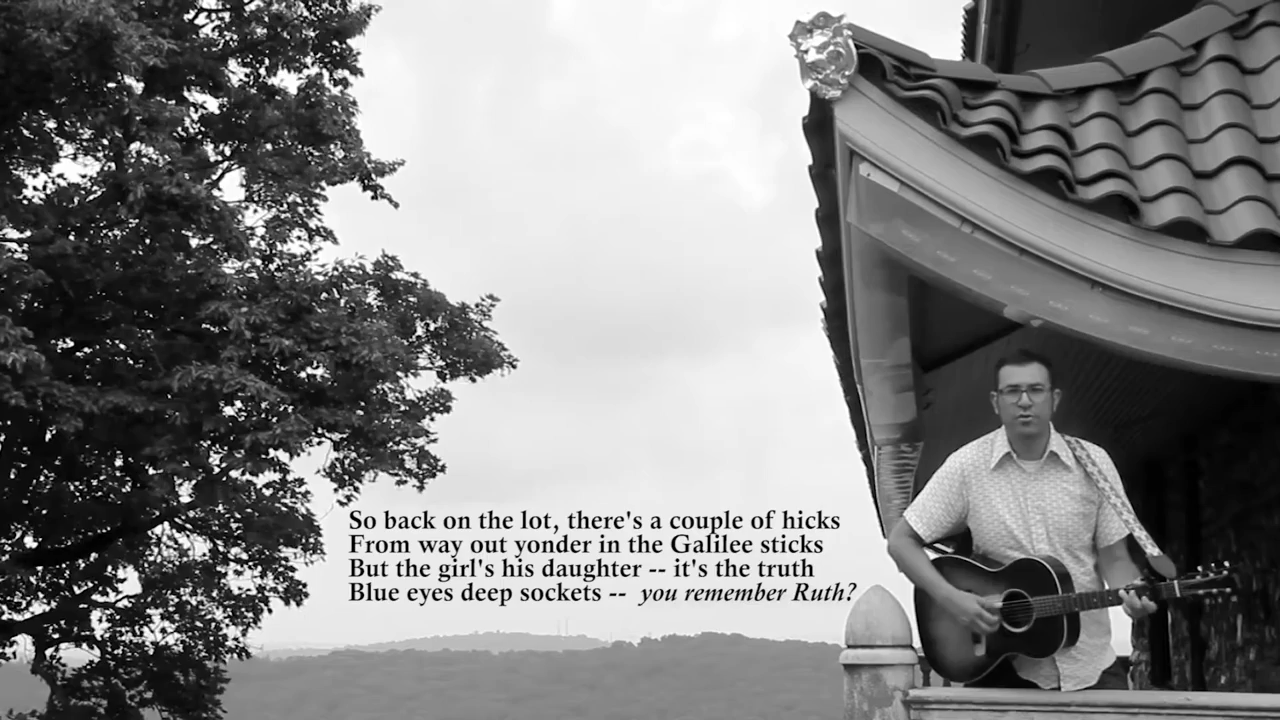 So back on the lot, there's a couple of hicks
From way out yonder in the Galilee sticks
But the girl's his daughter -- it's the truth
Blue eyes deep sockets -- you remember Ruth?